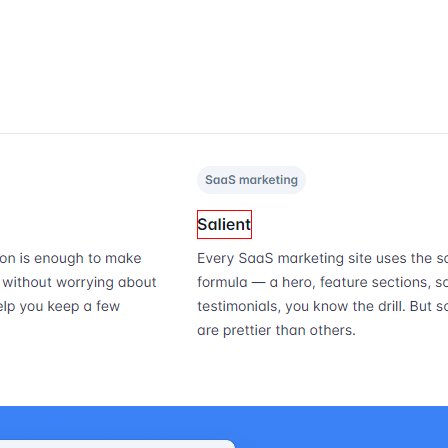 SaaS marketing
Salient
on is enough to make
without worrying about
elp you keep a few
Every SaaS marketing site uses the
formula — a hero, feature sections,
testimonials, you know the drill. But
are prettier than others.